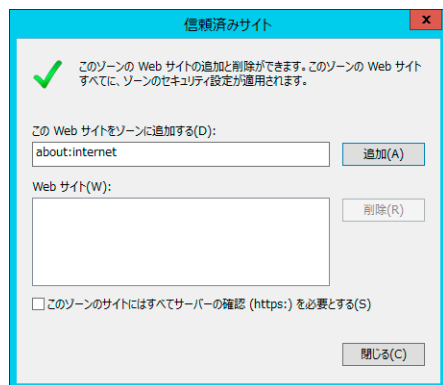 信頼済みサイト
x
このゾーンの Web サイトの追加と削除ができます。このゾーンの Web サイト
すべてに、ゾーンのセキュリティ設定が適用されます。
この Web サイトをゾーンに追加する(D):
about:internet
追加(A)
Web サイト(W):
削除(R)
このゾーンのサイトにはすべてサーバーの確認 (https:) を必要とする(S)
閉じる(C)